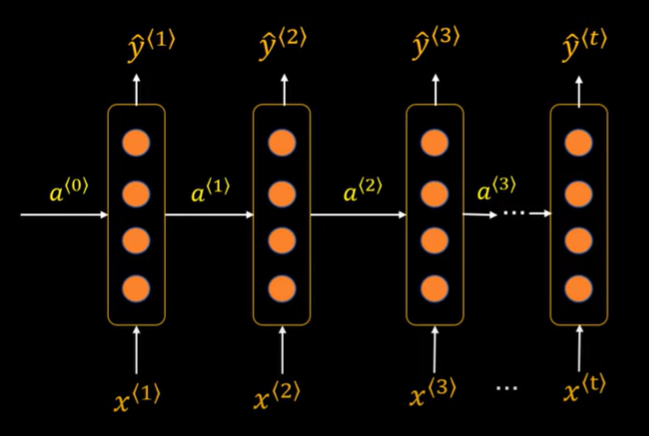 ŷ⟨1⟩ ŷ⟨2⟩ ŷ⟨3⟩ ŷ⟨t⟩
a⟨0⟩ a⟨1⟩ a⟨2⟩ a⟨3⟩ ...
x⟨1⟩ x⟨2⟩ x⟨3⟩ ... x⟨t⟩